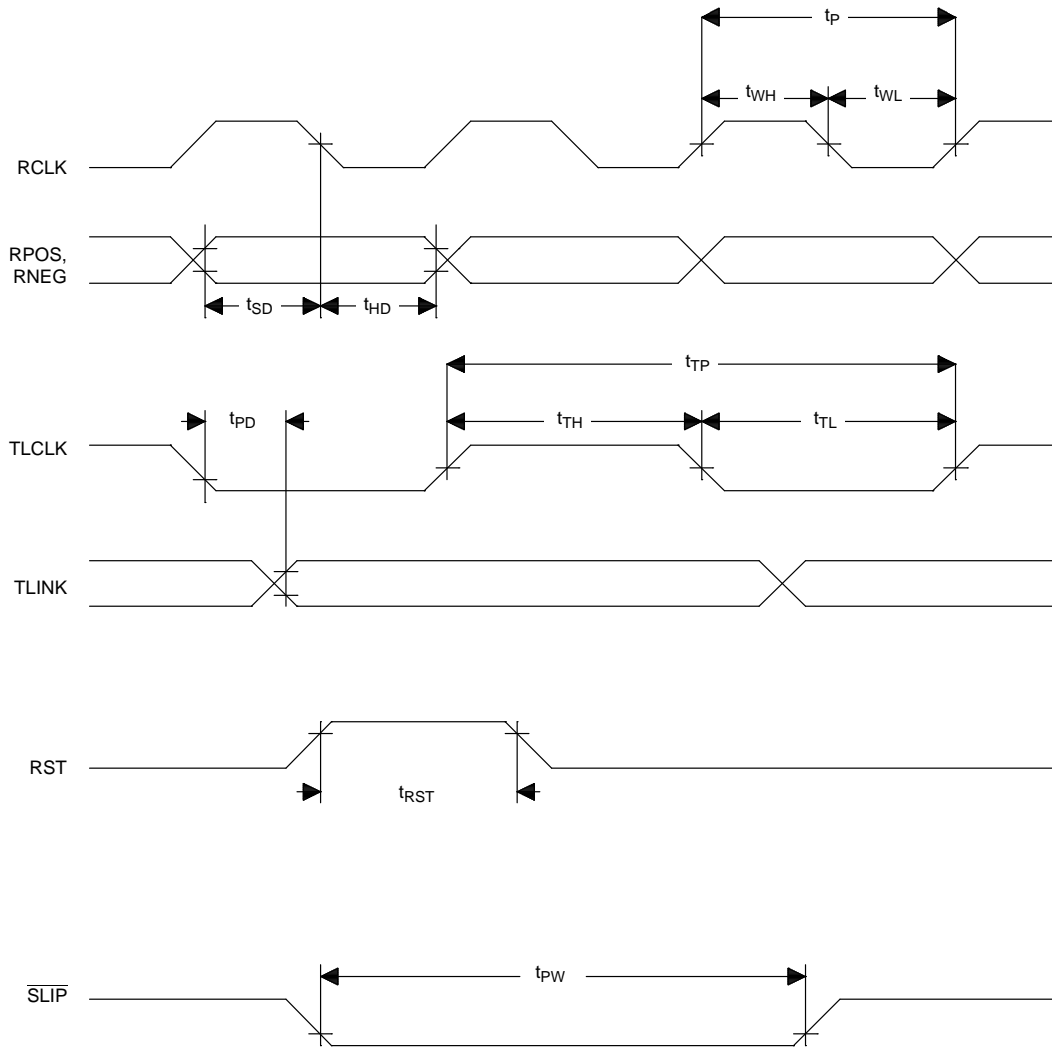 tP
tWH
tWL
RCLK
RPOS,
RNEG
tSD
tHD
tTP
tPD
tTH
tTL
TLCLK
TLINK
RST
tRST
tPW
SLIP